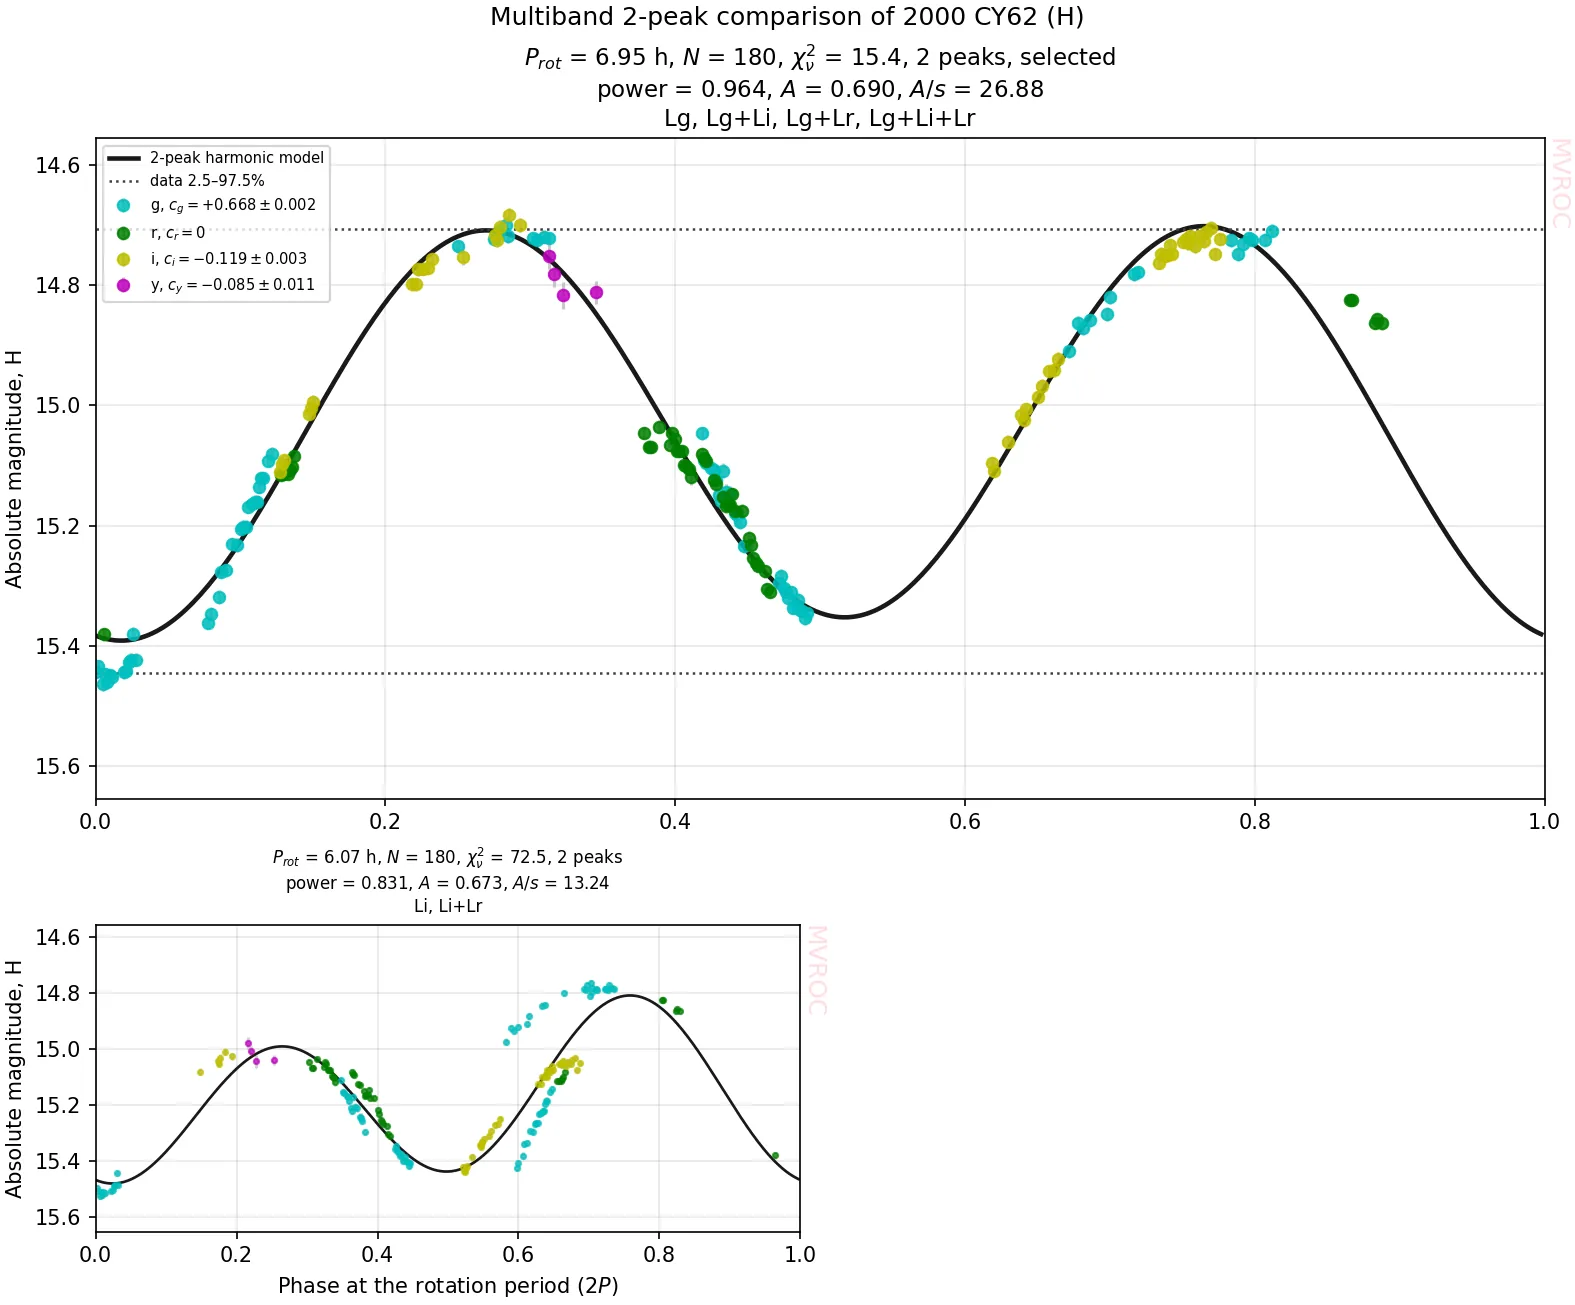 Multiband 2-peak comparison of 2000 CY62 (H)
P_rot = 6.95 h, N = 180, χ²_ν = 15.4, 2 peaks, selected
power = 0.964, A = 0.690, A/s = 26.88
Lg, Lg+Li, Lg+Lr, Lg+Li+Lr
2-peak harmonic model
data 2.5–97.5%
g, c_g = +0.668 ± 0.002
r, c_r = 0
i, c_i = −0.119 ± 0.003
y, c_y = −0.085 ± 0.011
MVROC
Absolute magnitude, H
14.6
14.8
15.0
15.2
15.4
15.6
0.0 0.2 0.4 0.6 0.8 1.0
P_rot = 6.07 h, N = 180, χ²_ν = 72.5, 2 peaks
power = 0.831, A = 0.673, A/s = 13.24
Li, Li+Lr
MVROC
Absolute magnitude, H
14.6
14.8
15.0
15.2
15.4
15.6
0.0 0.2 0.4 0.6 0.8 1.0
Phase at the rotation period (2P)